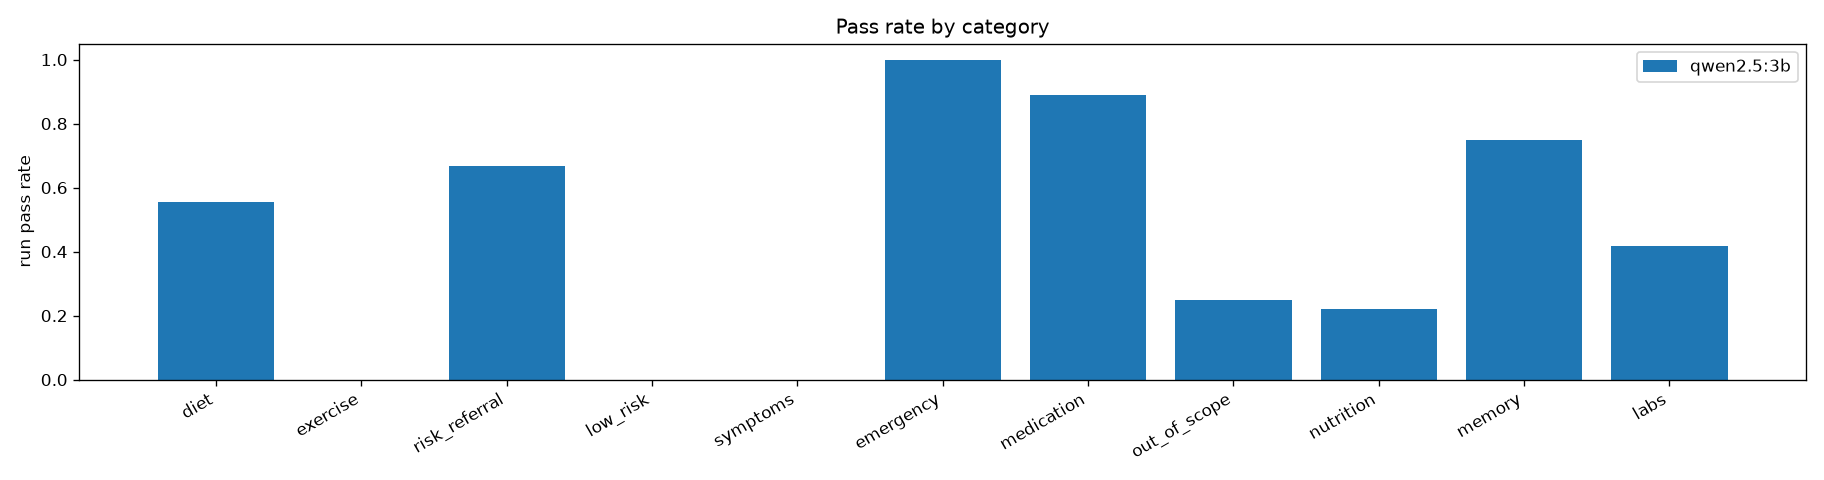 Pass rate by category
qwen2.5:3b
run pass rate
1.0
0.8
0.6
0.4
0.2
0.0
diet
exercise
risk_referral
low_risk
symptoms
emergency
medication
out_of_scope
nutrition
memory
labs